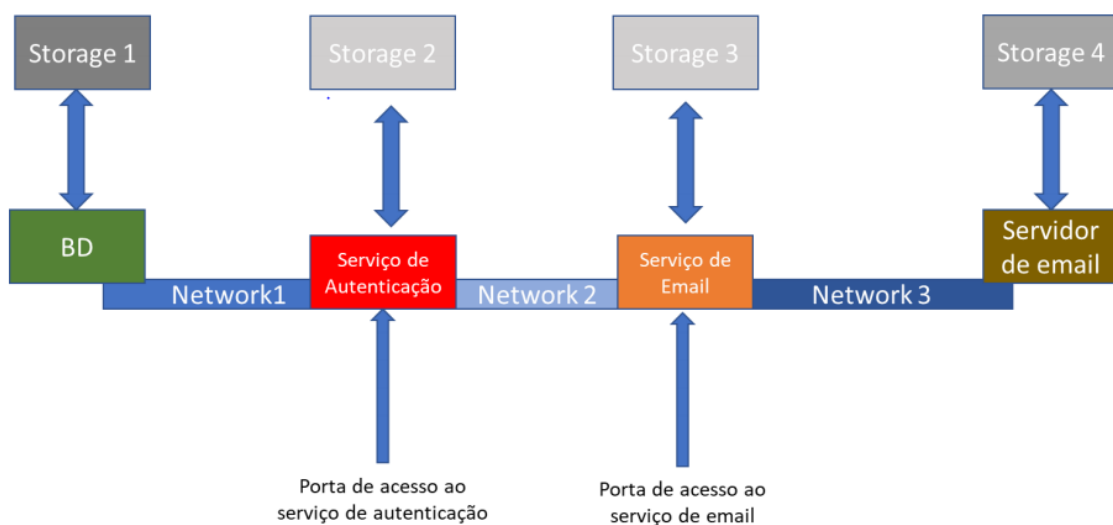 Storage 1
Storage 2
Storage 3
Storage 4
BD
Serviço de
Autenticação
Serviço de
Email
Servidor
de email
Network1
Network 2
Network 3
Porta de acesso ao
serviço de autenticação
Porta de acesso ao
serviço de email